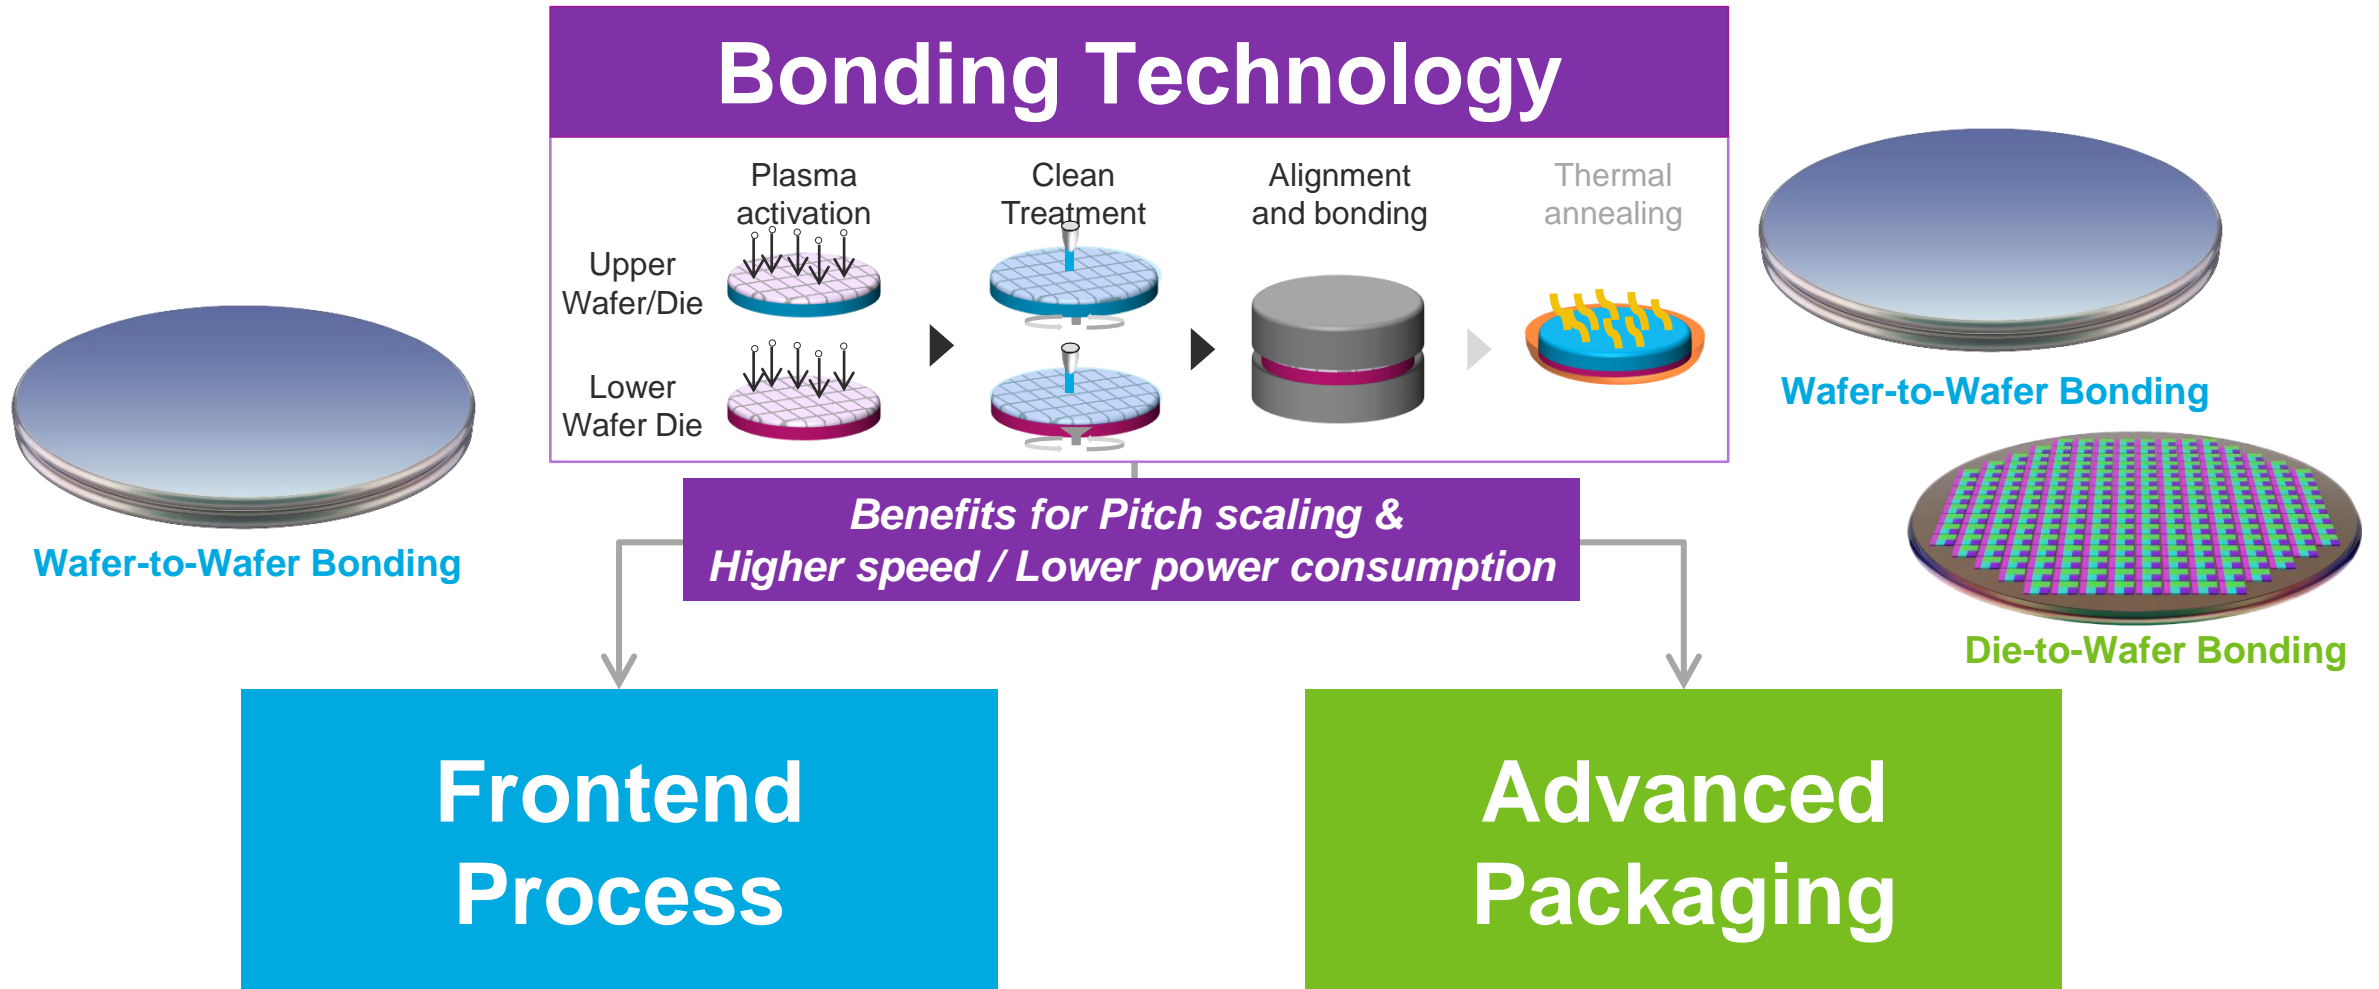 Bonding Technology
Plasma
activation
Clean
Treatment
Alignment
and bonding
Thermal
annealing
Upper
Wafer/Die
Lower
Wafer Die
Wafer-to-Wafer Bonding
Wafer-to-Wafer Bonding
Die-to-Wafer Bonding
Benefits for Pitch scaling &
Higher speed / Lower power consumption
Frontend
Process
Advanced
Packaging